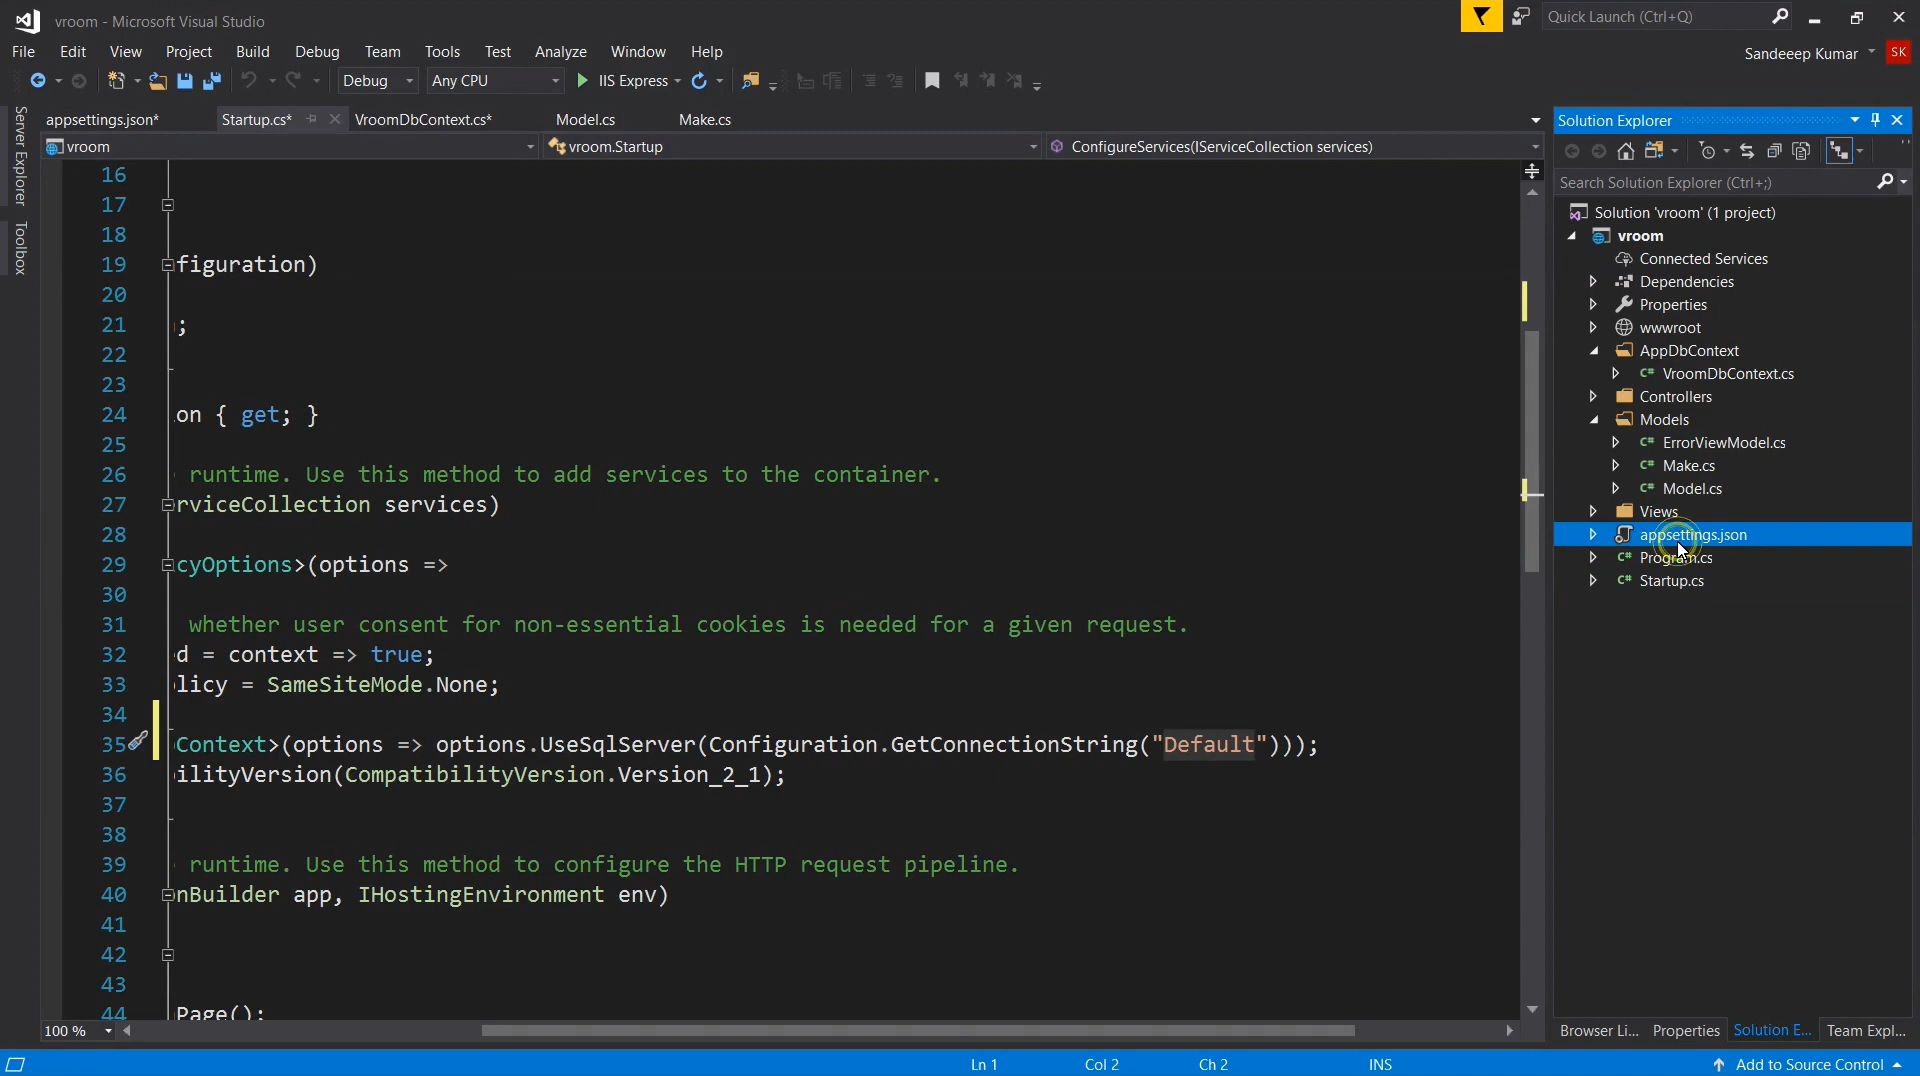 vroom - Microsoft Visual Studio
Quick Launch (Ctrl+Q)
File Edit View Project Build Debug Team Tools Test Analyze Window Help
Sandeeep Kumar
SK
Debug Any CPU IIS Express
Server Explorer
Toolbox
appsettings.json* Startup.cs* VroomDbContext.cs* Model.cs Make.cs
vroom vroom.Startup ConfigureServices(IServiceCollection services)
16
17
18
19 figuration)
20
21 ;
22
23
24 on { get; }
25
26 runtime. Use this method to add services to the container.
27 rviceCollection services)
28
29 cyOptions>(options =>
30
31 whether user consent for non-essential cookies is needed for a given request.
32 d = context => true;
33 licy = SameSiteMode.None;
34
35 Context>(options => options.UseSqlServer(Configuration.GetConnectionString("Default")));
36 ilityVersion(CompatibilityVersion.Version_2_1);
37
38
39 runtime. Use this method to configure the HTTP request pipeline.
40 nBuilder app, IHostingEnvironment env)
41
42
43
44 Page();
100 %
Solution Explorer
Search Solution Explorer (Ctrl+;)
Solution 'vroom' (1 project)
vroom
Connected Services
Dependencies
Properties
wwwroot
AppDbContext
C# VroomDbContext.cs
Controllers
Models
C# ErrorViewModel.cs
C# Make.cs
C# Model.cs
Views
appsettings.json
C# Program.cs
C# Startup.cs
Browser Li... Properties Solution E... Team Expl...
Ln 1 Col 2 Ch 2 INS Add to Source Control